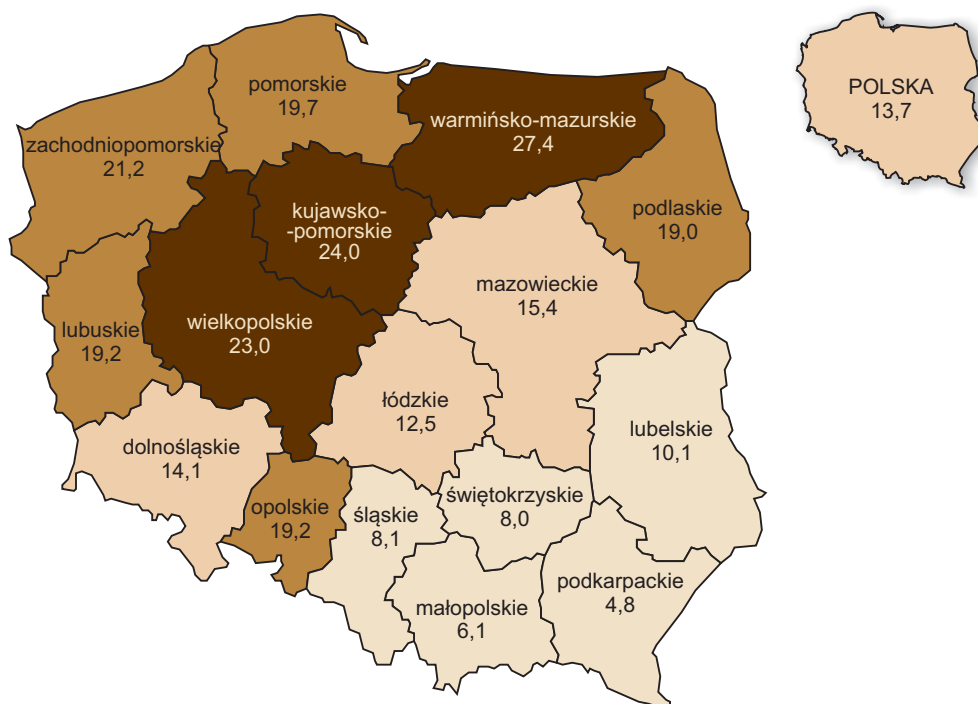 pomorskie
19,7
POLSKA
13,7
warmińsko-mazurskie
27,4
zachodniopomorskie
21,2
kujawsko-
-pomorskie
24,0
podlaskie
19,0
mazowieckie
15,4
wielkopolskie
23,0
lubuskie
19,2
łódzkie
12,5
lubelskie
10,1
dolnośląskie
14,1
opolskie
19,2
śląskie
8,1
świętokrzyskie
8,0
małopolskie
6,1
podkarpackie
4,8